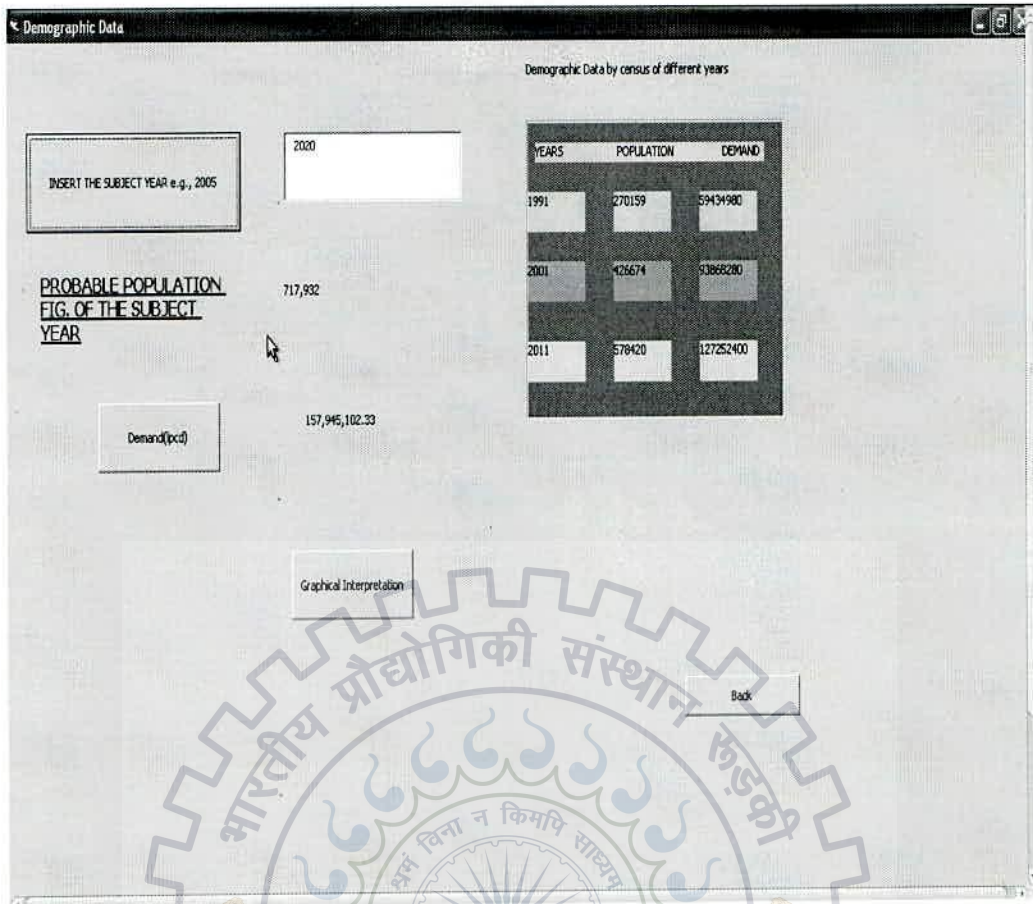 Demographic Data
Demographic Data by census of different years
INSERT THE SUBJECT YEAR e.g., 2005
2020
YEARS POPULATION DEMAND
1991 270159 59434980
2001 426674 93868280
2011 578420 127252400
PROBABLE POPULATION
FIG. OF THE SUBJECT
YEAR
717,932
Demand(lpcd)
157,945,102.33
Graphical Interpretation
Back
भारतीय प्रौद्योगिकी संस्थान रूड़की
श्रमं विना न किमपि साध्यम्